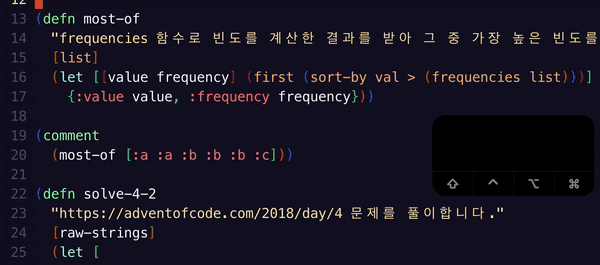 12
13 (defn most-of
14 "frequencies 함수로 빈도를 계산한 결과를 받아 그 중 가장 높은 빈도를
15 [list]
16 (let [[value frequency] (first (sort-by val > (frequencies list)))]
17 {:value value, :frequency frequency}))
18
19 (comment
20 (most-of [:a :a :b :b :b :c]))
21
22 (defn solve-4-2
23 "https://adventofcode.com/2018/day/4 문제를 풀이합니다."
24 [raw-strings]
25 (let [
⇧ ^ ⌥ ⌘